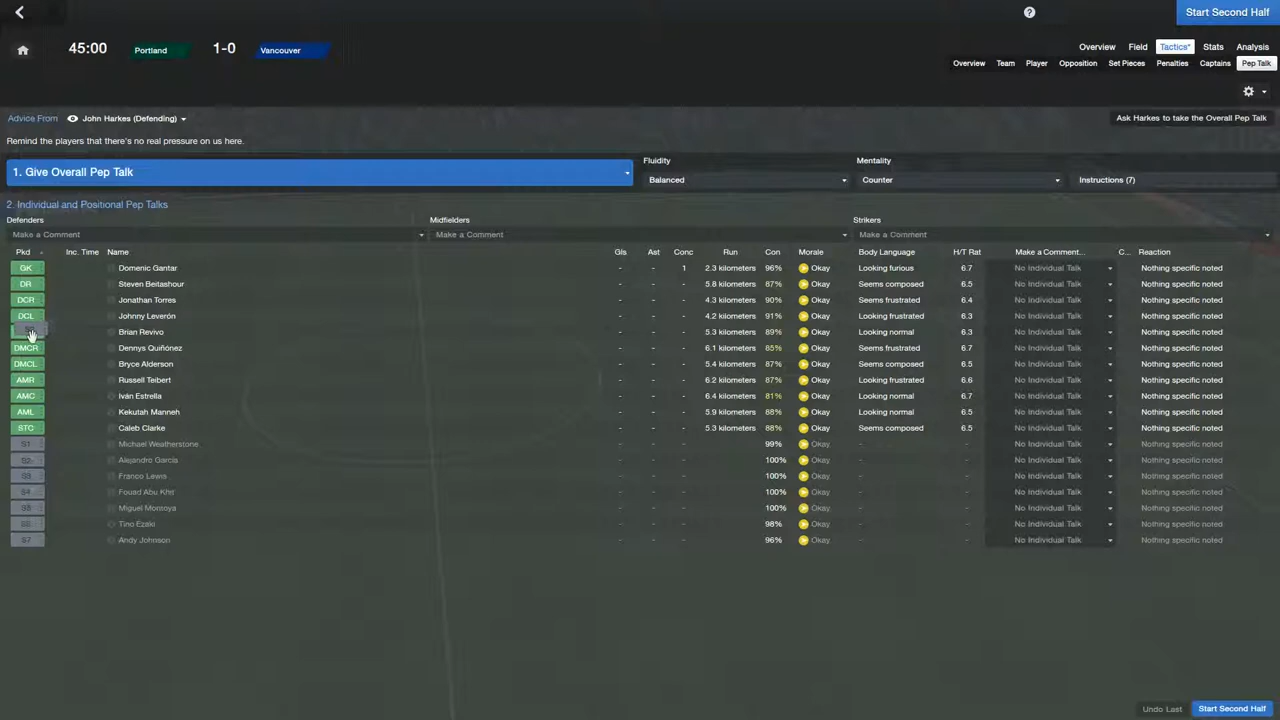 Start Second Half
45:00 Portland 1-0 Vancouver
Overview Field Tactics* Stats Analysis
Overview Team Player Opposition Set Pieces Penalties Captains Pep Talk
Advice From John Harkes (Defending) Ask Harkes to take the Overall Pep Talk
Remind the players that there's no real pressure on us here.
Fluidity Mentality
1. Give Overall Pep Talk Balanced Counter Instructions (7)
2. Individual and Positional Pep Talks
Defenders Midfielders Strikers
Make a Comment Make a Comment Make a Comment
Pkd Inc. Time Name Gls Ast Conc Run Con Morale Body Language H/T Rat Make a Comment... C... Reaction
GK Domenic Gantar - - 1 2.3 kilometers 96% Okay Looking furious 6.7 No Individual Talk Nothing specific noted
DR Steven Beitashour - - - 5.8 kilometers 87% Okay Seems composed 6.5 No Individual Talk Nothing specific noted
DCR Jonathan Torres - - - 4.3 kilometers 90% Okay Seems frustrated 6.4 No Individual Talk Nothing specific noted
DCL Johnny Leverón - - - 4.2 kilometers 91% Okay Looking frustrated 6.3 No Individual Talk Nothing specific noted
Brian Revivo - - - 5.3 kilometers 89% Okay Looking normal 6.3 No Individual Talk Nothing specific noted
DMCR Dennys Quiñónez - - - 6.1 kilometers 85% Okay Seems frustrated 6.7 No Individual Talk Nothing specific noted
DMCL Bryce Alderson - - - 5.4 kilometers 87% Okay Seems composed 6.5 No Individual Talk Nothing specific noted
AMR Russell Teibert - - - 6.2 kilometers 87% Okay Looking frustrated 6.6 No Individual Talk Nothing specific noted
AMC Iván Estrella - - - 6.4 kilometers 81% Okay Looking normal 6.7 No Individual Talk Nothing specific noted
AML Kekutah Manneh - - - 5.9 kilometers 88% Okay Looking normal 6.5 No Individual Talk Nothing specific noted
STC Caleb Clarke - - - 5.3 kilometers 88% Okay Seems composed 6.5 No Individual Talk Nothing specific noted
S1 Michael Weatherstone - - - 99% Okay - - No Individual Talk Nothing specific noted
S2 Alejandro García - - - 100% Okay - - No Individual Talk Nothing specific noted
S3 Franco Lewis - - - 100% Okay - - No Individual Talk Nothing specific noted
S4 Fouad Abu - - - 100% Okay - - No Individual Talk Nothing specific noted
S5 Miguel Montoya - - - 100% Okay - - No Individual Talk Nothing specific noted
S6 Tino Ezaki - - - 98% Okay - - No Individual Talk Nothing specific noted
S7 Andy Johnson - - - 96% Okay - - No Individual Talk Nothing specific noted
Undo Last Start Second Half